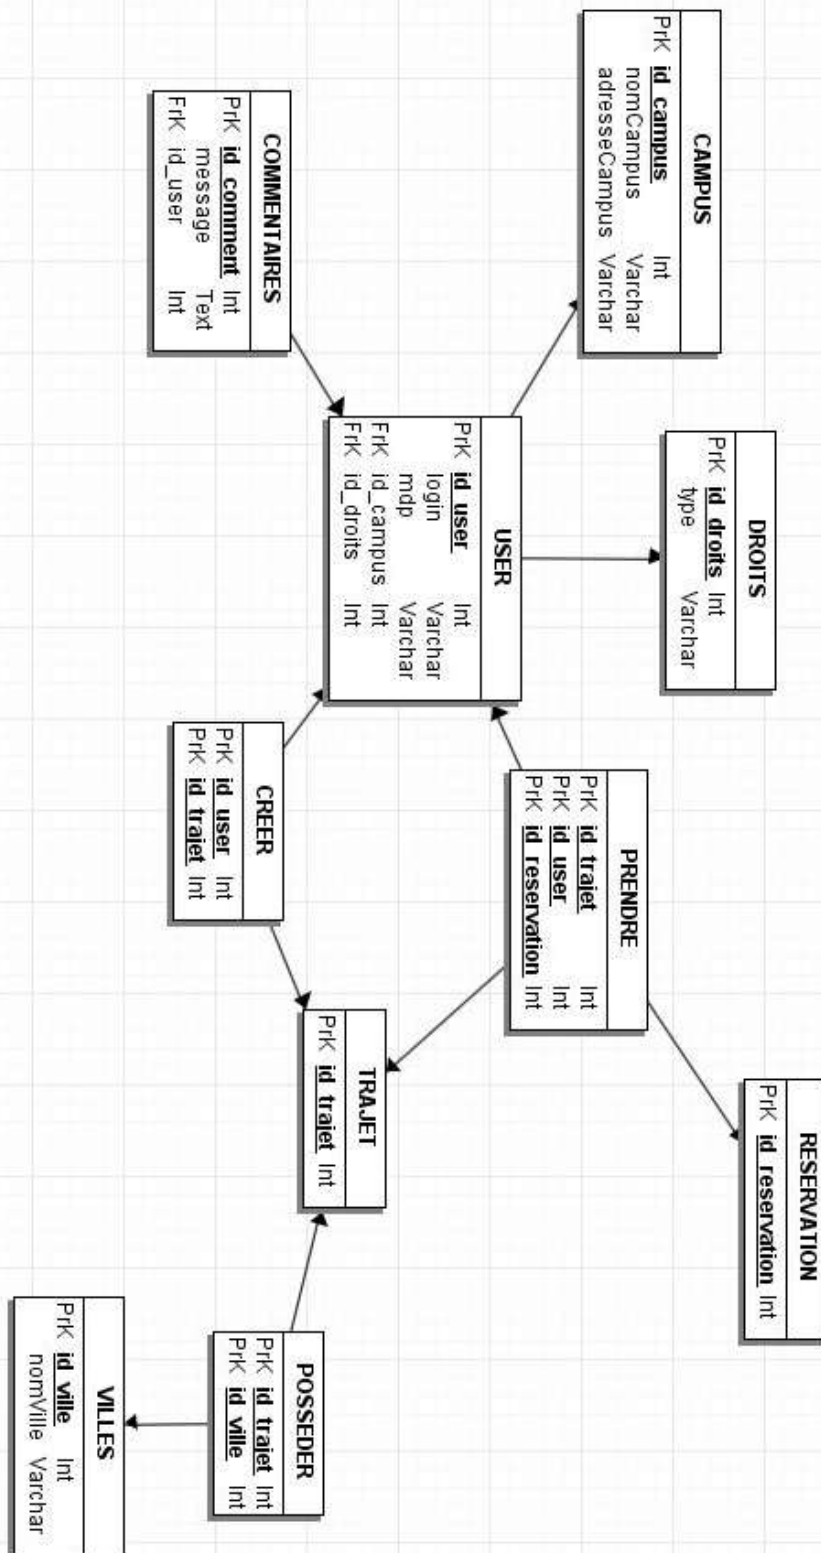 CAMPUS
PrK id_campus Int
nomCampus Varchar
adresseCampus Varchar
DROITS
PrK id_droits Int
type Varchar
RESERVATION
PrK id_reservation Int
COMMENTAIRES
PrK id_comment Int
message Text
FrK id_user Int
USER
PrK id_user Int
login Varchar
mdp Varchar
FrK id_campus Int
FrK id_droits Int
PRENDRE
PrK id_trajet Int
PrK id_user Int
PrK id_reservation Int
CREER
PrK id_user Int
PrK id_trajet Int
TRAJET
PrK id_trajet Int
POSSEDER
PrK id_trajet Int
PrK id_ville Int
VILLES
PrK id_ville Int
nomVille Varchar